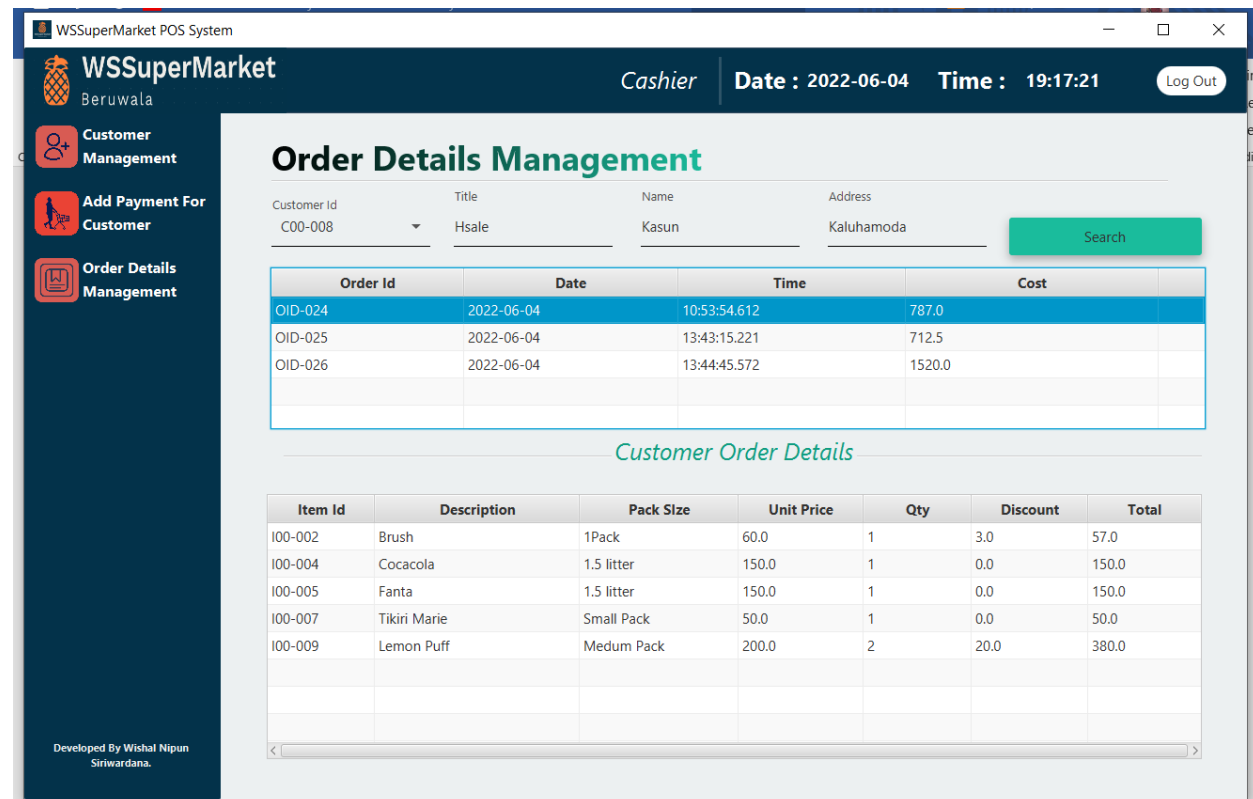 WSSuperMarket POS System
WSSuperMarket
Beruwala
Cashier
Date : 2022-06-04
Time : 19:17:21
Log Out
Customer
Management
Add Payment For
Customer
Order Details
Management
Developed By Wishal Nipun
Siriwardana.
Order Details Management
Customer Id Title Name Address
C00-008 Hsale Kasun Kaluhamoda
Search
Order Id Date Time Cost
OID-024 2022-06-04 10:53:54.612 787.0
OID-025 2022-06-04 13:43:15.221 712.5
OID-026 2022-06-04 13:44:45.572 1520.0
Customer Order Details
Item Id Description Pack SIze Unit Price Qty Discount Total
I00-002 Brush 1Pack 60.0 1 3.0 57.0
I00-004 Cocacola 1.5 litter 150.0 1 0.0 150.0
I00-005 Fanta 1.5 litter 150.0 1 0.0 150.0
I00-007 Tikiri Marie Small Pack 50.0 1 0.0 50.0
I00-009 Lemon Puff Medum Pack 200.0 2 20.0 380.0